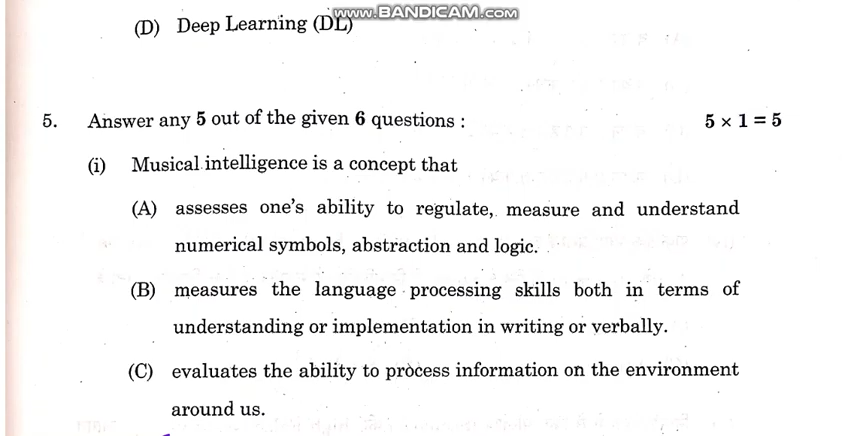 www.BANDICAM.com
(D) Deep Learning (DL)
5. Answer any 5 out of the given 6 questions : 5 × 1 = 5
(i) Musical intelligence is a concept that
(A) assesses one's ability to regulate, measure and understand
numerical symbols, abstraction and logic.
(B) measures the language processing skills both in terms of
understanding or implementation in writing or verbally.
(C) evaluates the ability to process information on the environment
around us.